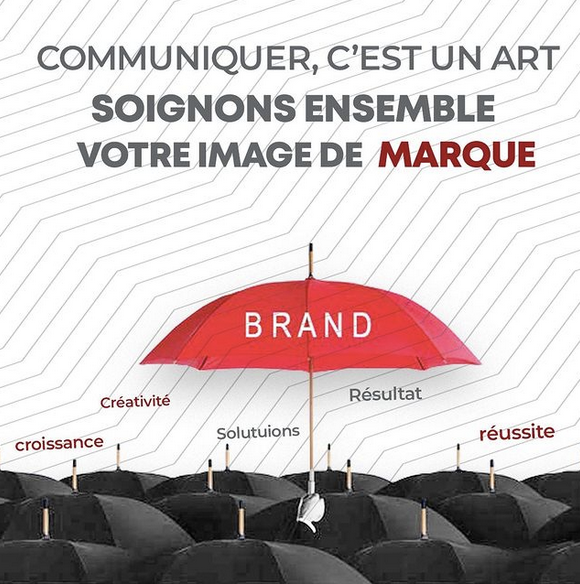 COMMUNIQUER, C'EST UN ART
SOIGNONS ENSEMBLE
VOTRE IMAGE DE MARQUE
BRAND
Créativité
Résultat
Solutuions
croissance
réussite